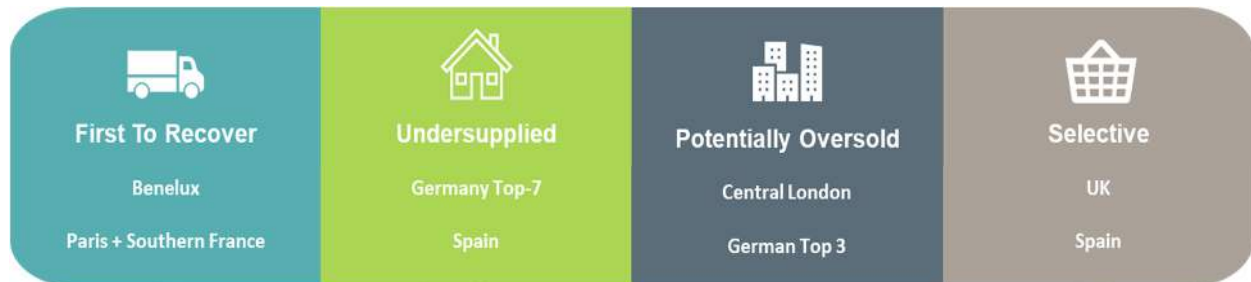 First To Recover
Benelux
Paris + Southern France
Undersupplied
Germany Top-7
Spain
Potentially Oversold
Central London
German Top 3
Selective
UK
Spain